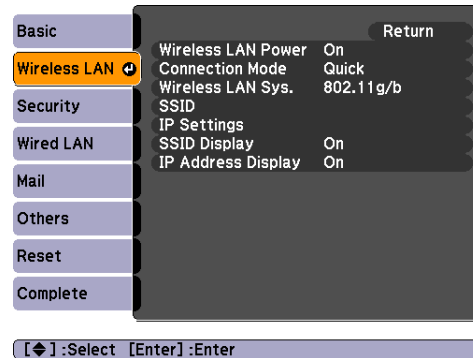 Basic
Wireless LAN
Security
Wired LAN
Mail
Others
Reset
Complete
Return
Wireless LAN Power On
Connection Mode Quick
Wireless LAN Sys. 802.11g/b
SSID
IP Settings
SSID Display On
IP Address Display On
[◆] :Select [Enter] :Enter